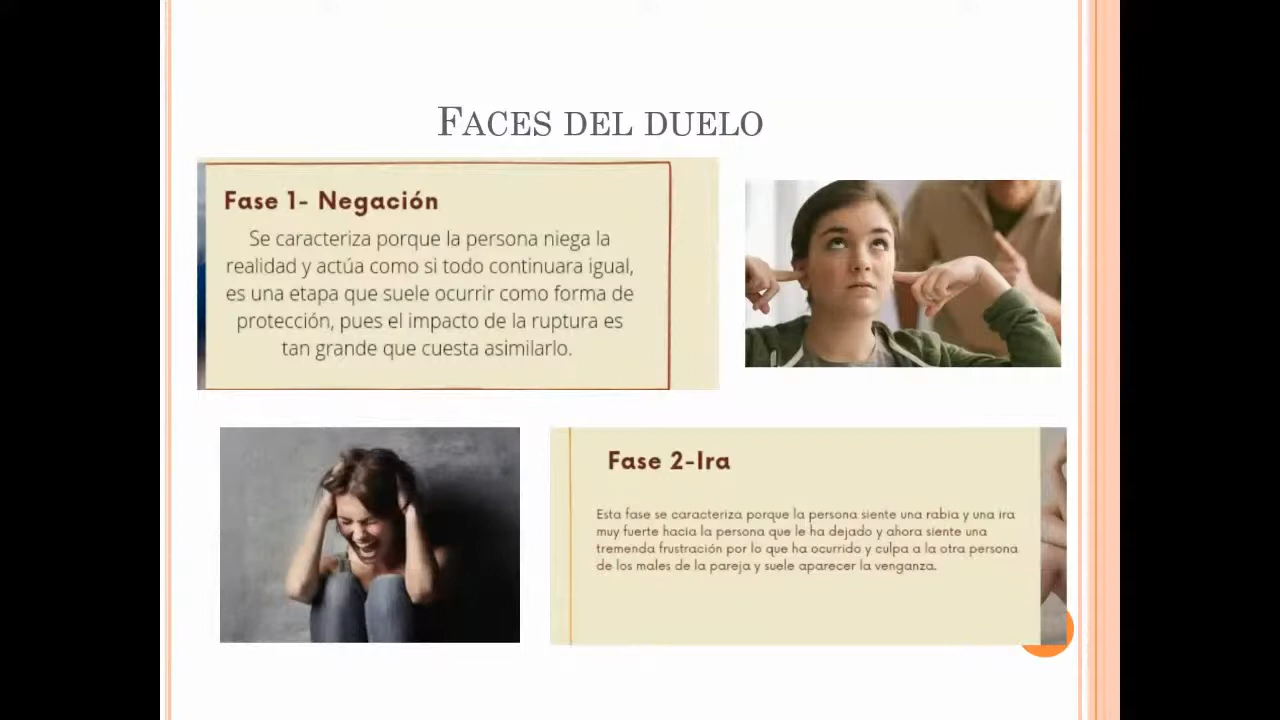 FACES DEL DUELO
Fase 1- Negación
Se caracteriza porque la persona niega la
realidad y actúa como si todo continuara igual,
es una etapa que suele ocurrir como forma de
protección, pues el impacto de la ruptura es
tan grande que cuesta asimilarlo.
Fase 2-Ira
Esta fase se caracteriza porque la persona siente una rabia y una ira
muy fuerte hacia la persona que le ha dejado y ahora siente una
tremenda frustración por lo que ha ocurrido y culpa a la otra persona
de los males de la pareja y suele aparecer la venganza.